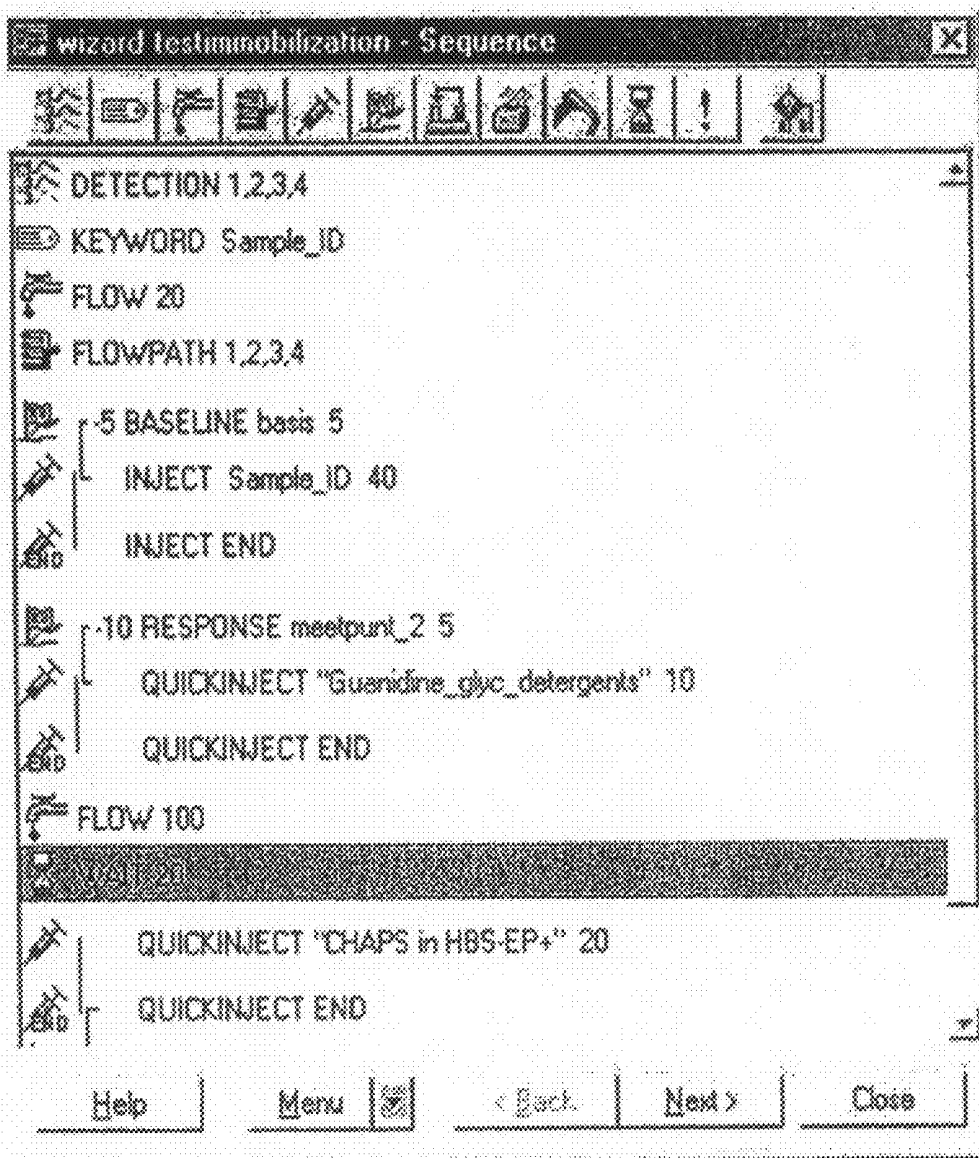 wizard testimmobilization - Sequence
DETECTION 1,2,3,4
KEYWORD Sample_ID
FLOW 20
FLOWPATH 1,2,3,4
-5 BASELINE basis 5
INJECT Sample_ID 40
INJECT END
-10 RESPONSE meetpunt_2 5
QUICKINJECT "Guanidine_glyc_detergents" 10
QUICKINJECT END
FLOW 100
QUICKINJECT "CHAPS in HBS-EP+" 20
QUICKINJECT END
Help Menu < Back Next > Close